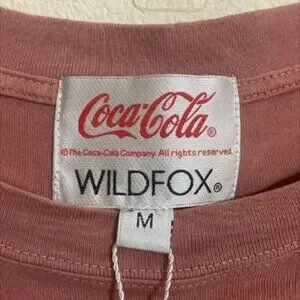 Coca-Cola®
©The Coca-Cola Company. All rights reserved.
WILDFOX®
M